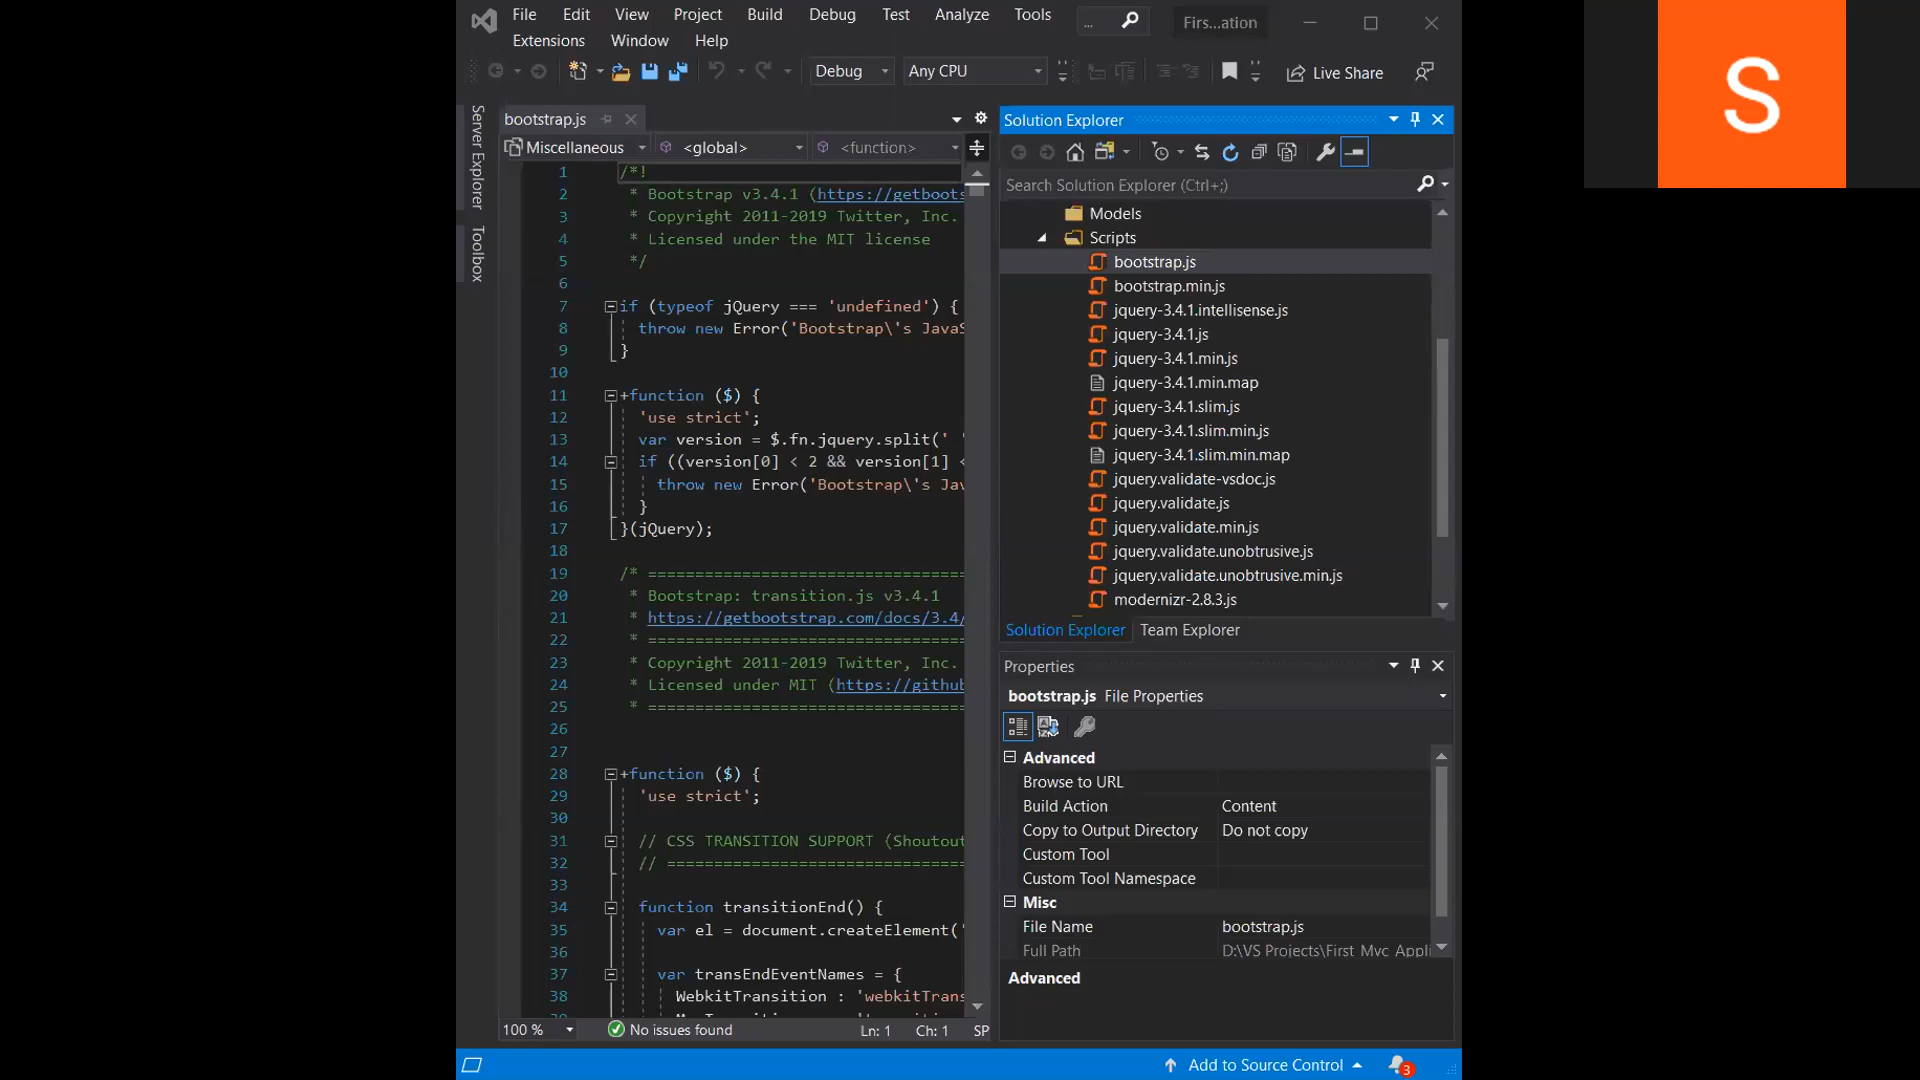 File Edit View Project Build Debug Test Analyze Tools ... Firs...ation
Extensions Window Help
Debug Any CPU Live Share
Server Explorer
Toolbox
bootstrap.js
Miscellaneous <global> <function>
1 /*!
2 * Bootstrap v3.4.1 (https://getboots
3 * Copyright 2011-2019 Twitter, Inc.
4 * Licensed under the MIT license
5 */
6
7 if (typeof jQuery === 'undefined') {
8 throw new Error('Bootstrap\'s JavaS
9 }
10
11 +function ($) {
12 'use strict';
13 var version = $.fn.jquery.split(' '
14 if ((version[0] < 2 && version[1] <
15 throw new Error('Bootstrap\'s Jav
16 }
17 }(jQuery);
18
19 /* ==================================
20 * Bootstrap: transition.js v3.4.1
21 * https://getbootstrap.com/docs/3.4/
22 * ==================================
23 * Copyright 2011-2019 Twitter, Inc.
24 * Licensed under MIT (https://github
25 * ==================================
26
27
28 +function ($) {
29 'use strict';
30
31 // CSS TRANSITION SUPPORT (Shoutout
32 // ================================
33
34 function transitionEnd() {
35 var el = document.createElement('
36
37 var transEndEventNames = {
38 WebkitTransition : 'webkitTrans
100 % No issues found Ln: 1 Ch: 1 SP
Solution Explorer
Search Solution Explorer (Ctrl+;)
Models
Scripts
bootstrap.js
bootstrap.min.js
jquery-3.4.1.intellisense.js
jquery-3.4.1.js
jquery-3.4.1.min.js
jquery-3.4.1.min.map
jquery-3.4.1.slim.js
jquery-3.4.1.slim.min.js
jquery-3.4.1.slim.min.map
jquery.validate-vsdoc.js
jquery.validate.js
jquery.validate.min.js
jquery.validate.unobtrusive.js
jquery.validate.unobtrusive.min.js
modernizr-2.8.3.js
Solution Explorer Team Explorer
Properties
bootstrap.js File Properties
Advanced
Browse to URL
Build Action Content
Copy to Output Directory Do not copy
Custom Tool
Custom Tool Namespace
Misc
File Name bootstrap.js
Full Path D:\VS Projects\First Mvc Appli
Advanced
Add to Source Control 3
S